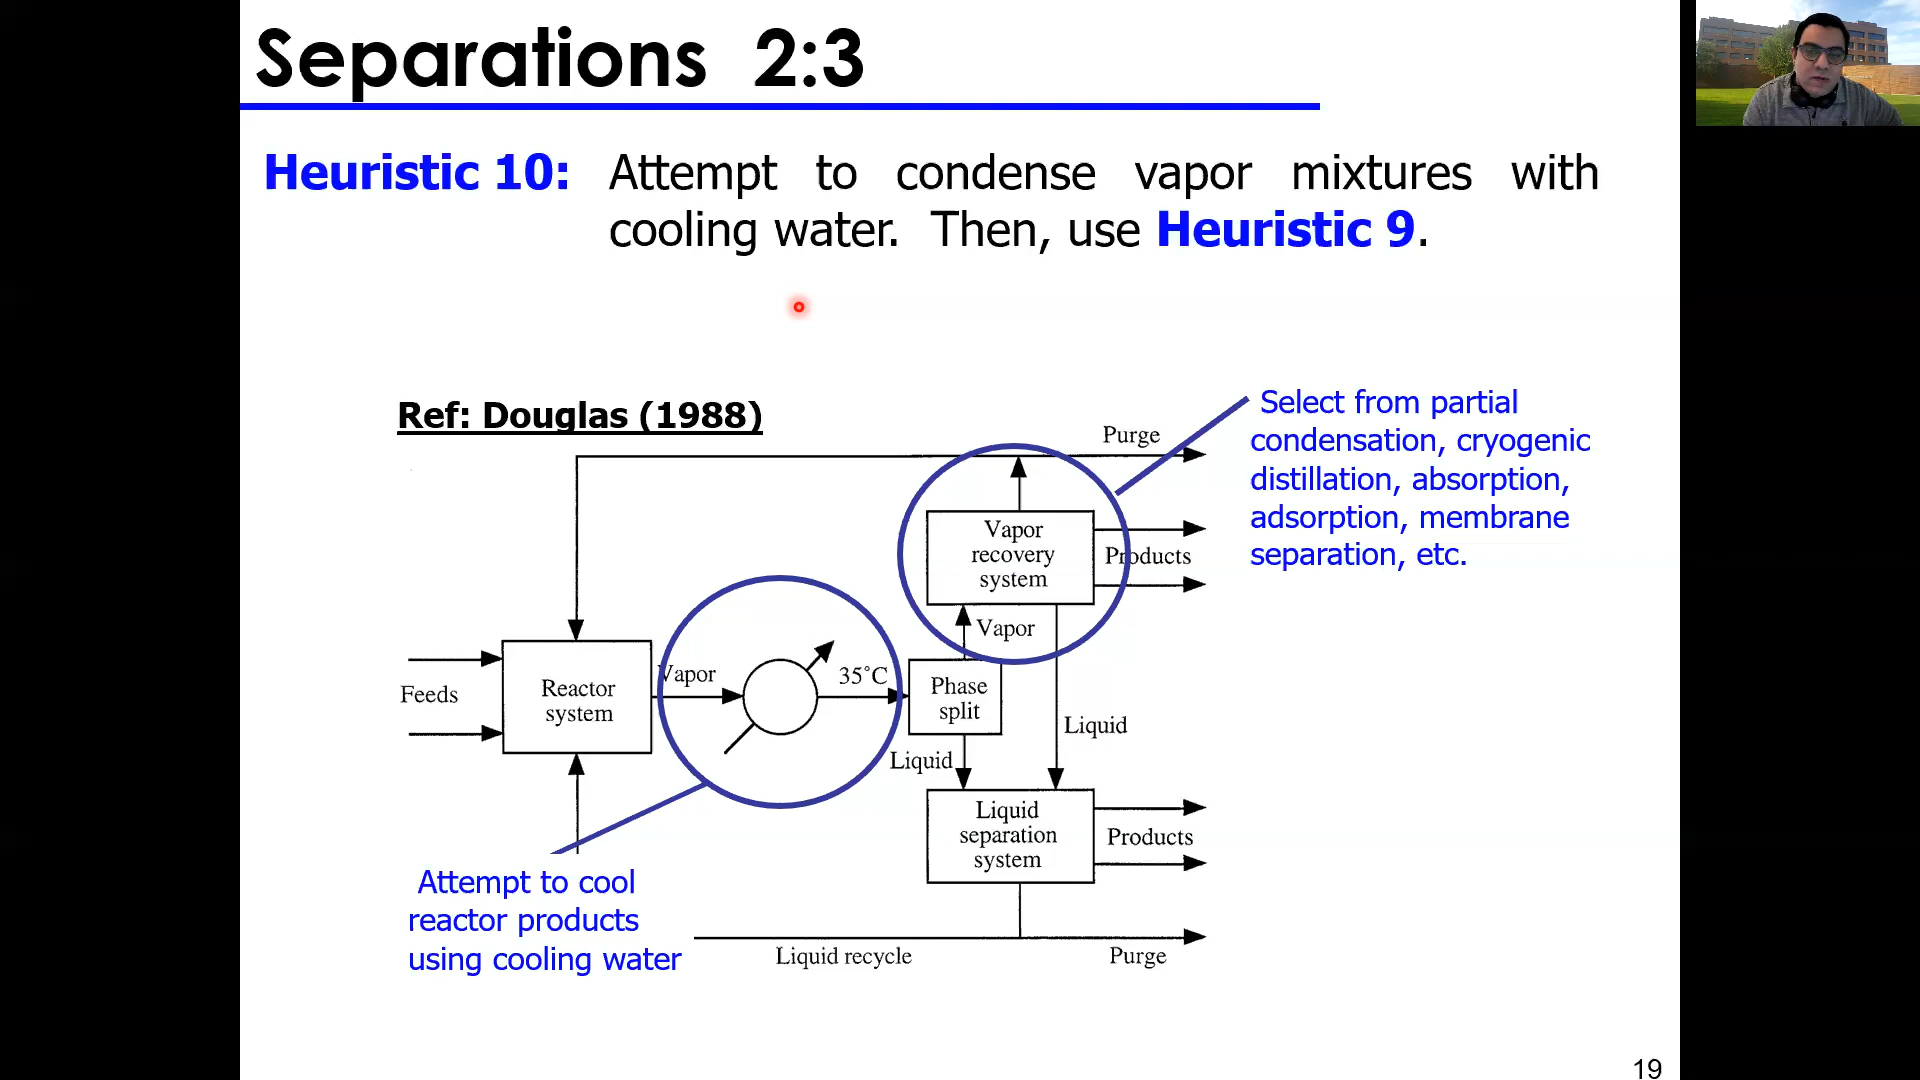 Separations 2:3
Heuristic 10: Attempt to condense vapor mixtures with
cooling water. Then, use Heuristic 9.
Ref: Douglas (1988)
Select from partial
condensation, cryogenic
distillation, absorption,
adsorption, membrane
separation, etc.
Purge
Vapor
recovery
system
Products
Vapor
Feeds
Reactor
system
Vapor
35°C
Phase
split
Liquid
Liquid
Liquid
separation
system
Products
Attempt to cool
reactor products
using cooling water
Liquid recycle
Purge
19